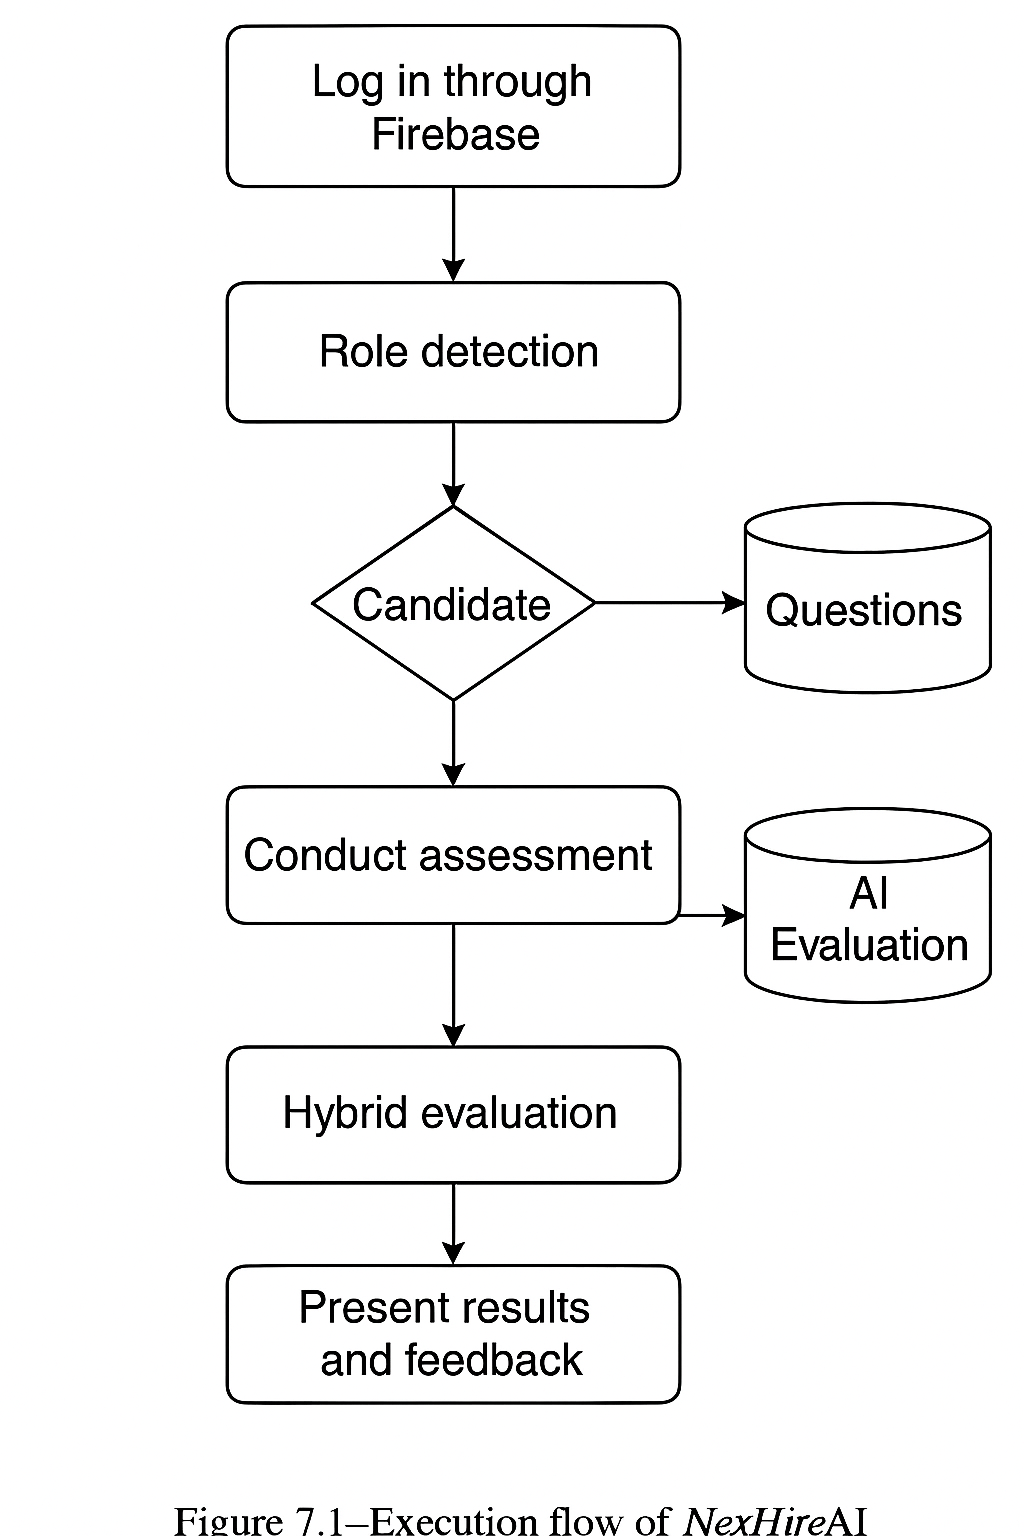 Log in through
Firebase
Role detection
Candidate
Questions
Conduct assessment
AI
Evaluation
Hybrid evaluation
Present results
and feedback
Figure 7.1–Execution flow of NexHireAI